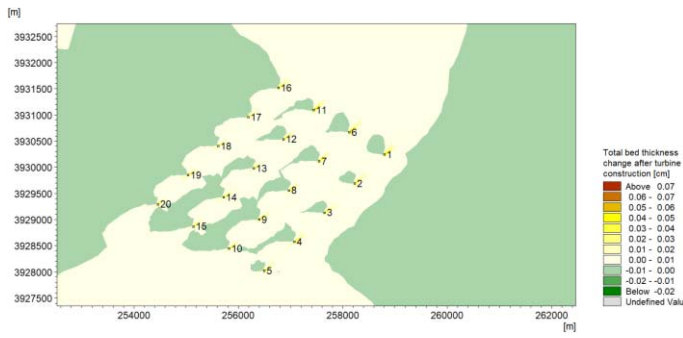 [m]
3932500
3932000
3931500
3931000
3930500
3930000
3929500
3929000
3928500
3928000
3927500
16
11
17
6
12
18
1
7
13
19
2
8
14
20
3
9
15
4
10
5
254000 256000 258000 260000 262000
[m]
Total bed thickness
change after turbine
construction [cm]
Above 0.07
0.06 - 0.07
0.05 - 0.06
0.04 - 0.05
0.03 - 0.04
0.02 - 0.03
0.01 - 0.02
0.00 - 0.01
-0.01 - 0.00
-0.02 - -0.01
Below -0.02
Undefined Valu